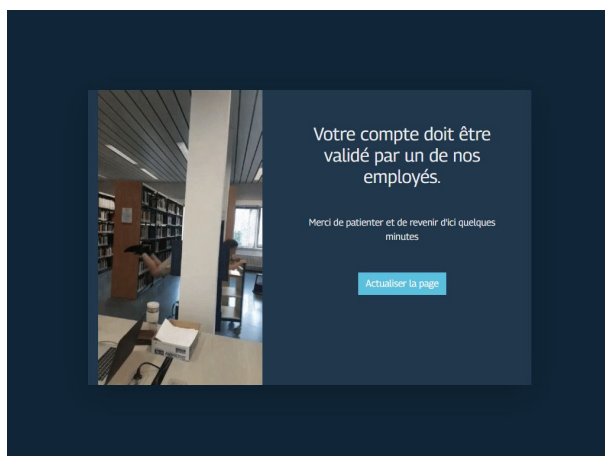 Votre compte doit être
validé par un de nos
employés.
Merci de patienter et de revenir d'ici quelques
minutes
Actualiser la page